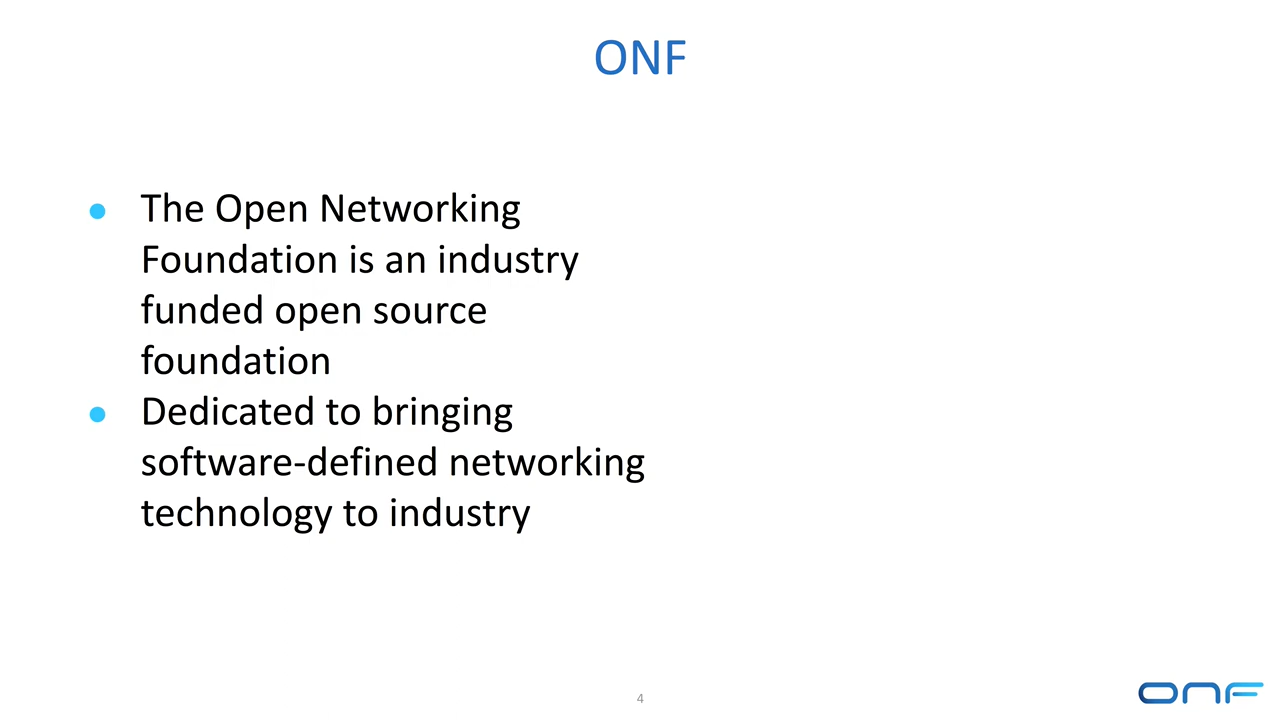 ONF
● The Open Networking
Foundation is an industry
funded open source
foundation
● Dedicated to bringing
software-defined networking
technology to industry
4
ONF